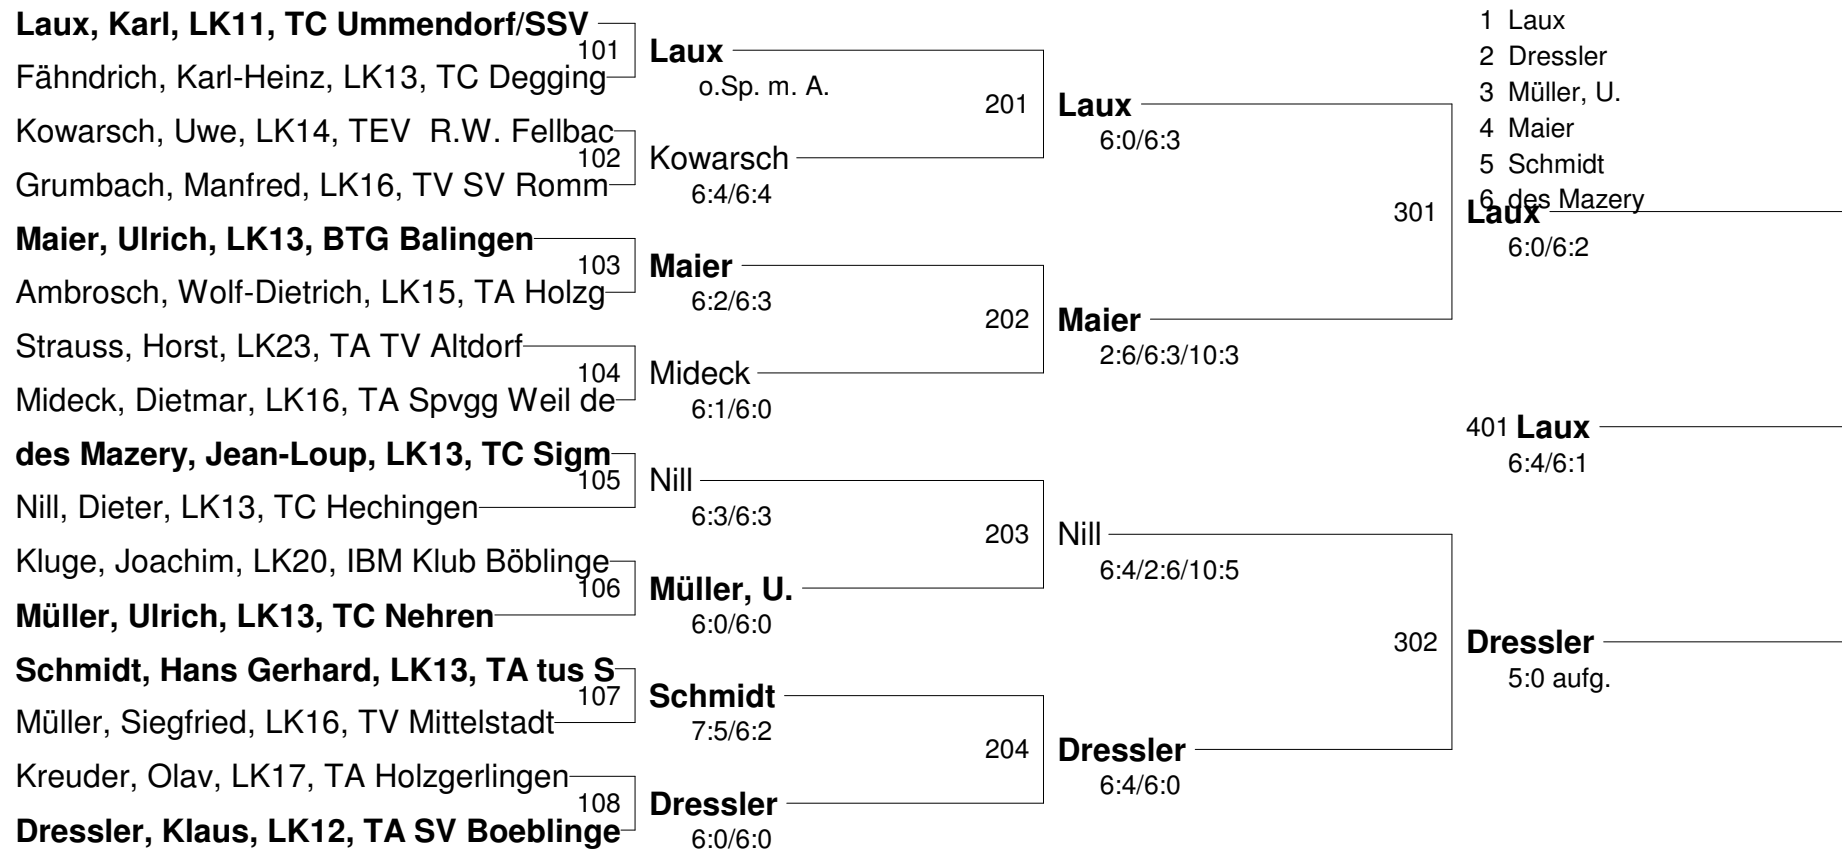 Laux, Karl, LK11, TC Ummendorf/SSV
Fähndrich, Karl-Heinz, LK13, TC Degging
Kowarsch, Uwe, LK14, TEV  R.W. Fellbac
Grumbach, Manfred, LK16, TV SV Romm
Maier, Ulrich, LK13, BTG Balingen
Ambrosch, Wolf-Dietrich, LK15, TA Holzg
Strauss, Horst, LK23, TA TV Altdorf
Mideck, Dietmar, LK16, TA Spvgg Weil de
des Mazery, Jean-Loup, LK13, TC Sigm
Nill, Dieter, LK13, TC Hechingen
Kluge, Joachim, LK20, IBM Klub Böblinge
Müller, Ulrich, LK13, TC Nehren
Schmidt, Hans Gerhard, LK13, TA tus S
Müller, Siegfried, LK16, TV Mittelstadt
Kreuder, Olav, LK17, TA Holzgerlingen
Dressler, Klaus, LK12, TA SV Boeblinge
101 Laux
o.Sp. m. A.
102 Kowarsch
6:4/6:4
103 Maier
6:2/6:3
104 Mideck
6:1/6:0
105 Nill
6:3/6:3
106 Müller, U.
6:0/6:0
107 Schmidt
7:5/6:2
108 Dressler
6:0/6:0
201 Laux
6:0/6:3
202 Maier
2:6/6:3/10:3
203 Nill
6:4/2:6/10:5
204 Dressler
6:4/6:0
1 Laux
2 Dressler
3 Müller, U.
4 Maier
5 Schmidt
6 des Mazery
301 Laux
6:0/6:2
401 Laux
6:4/6:1
302 Dressler
5:0 aufg.